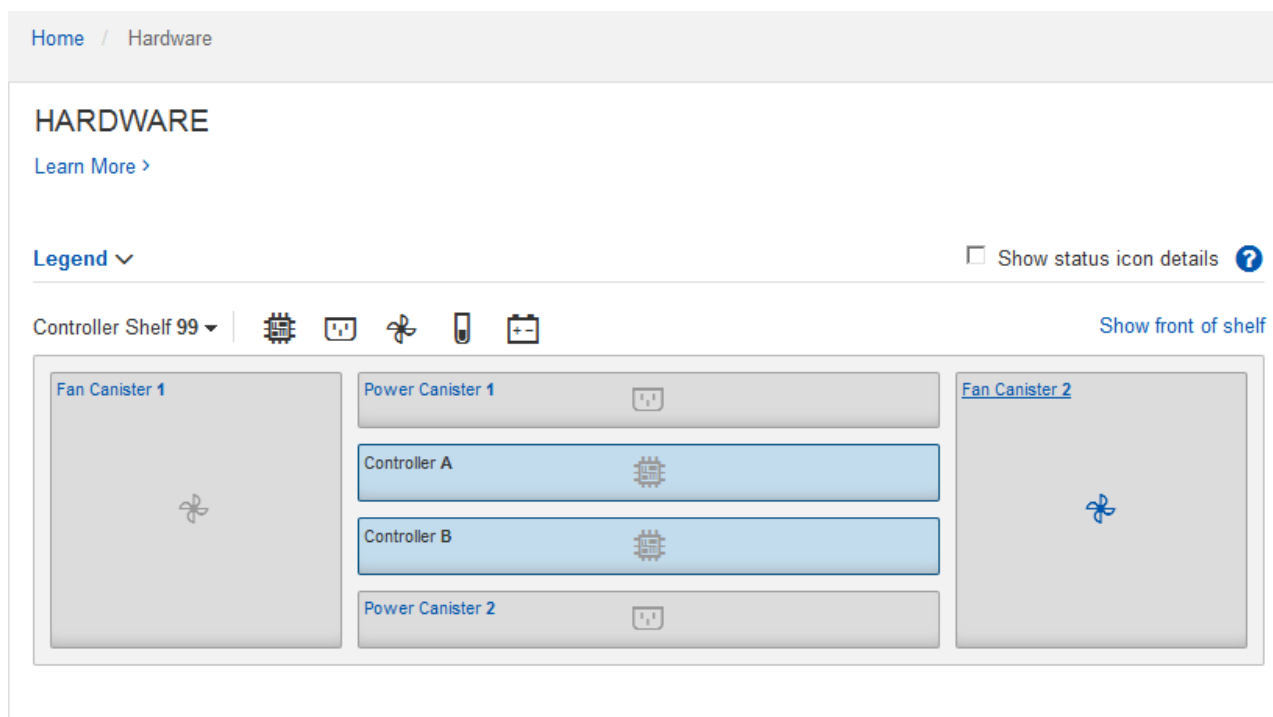 Home / Hardware
HARDWARE
Learn More >
Legend
Show status icon details ?
Controller Shelf 99
Show front of shelf
Fan Canister 1
Power Canister 1
Fan Canister 2
Controller A
Controller B
Power Canister 2